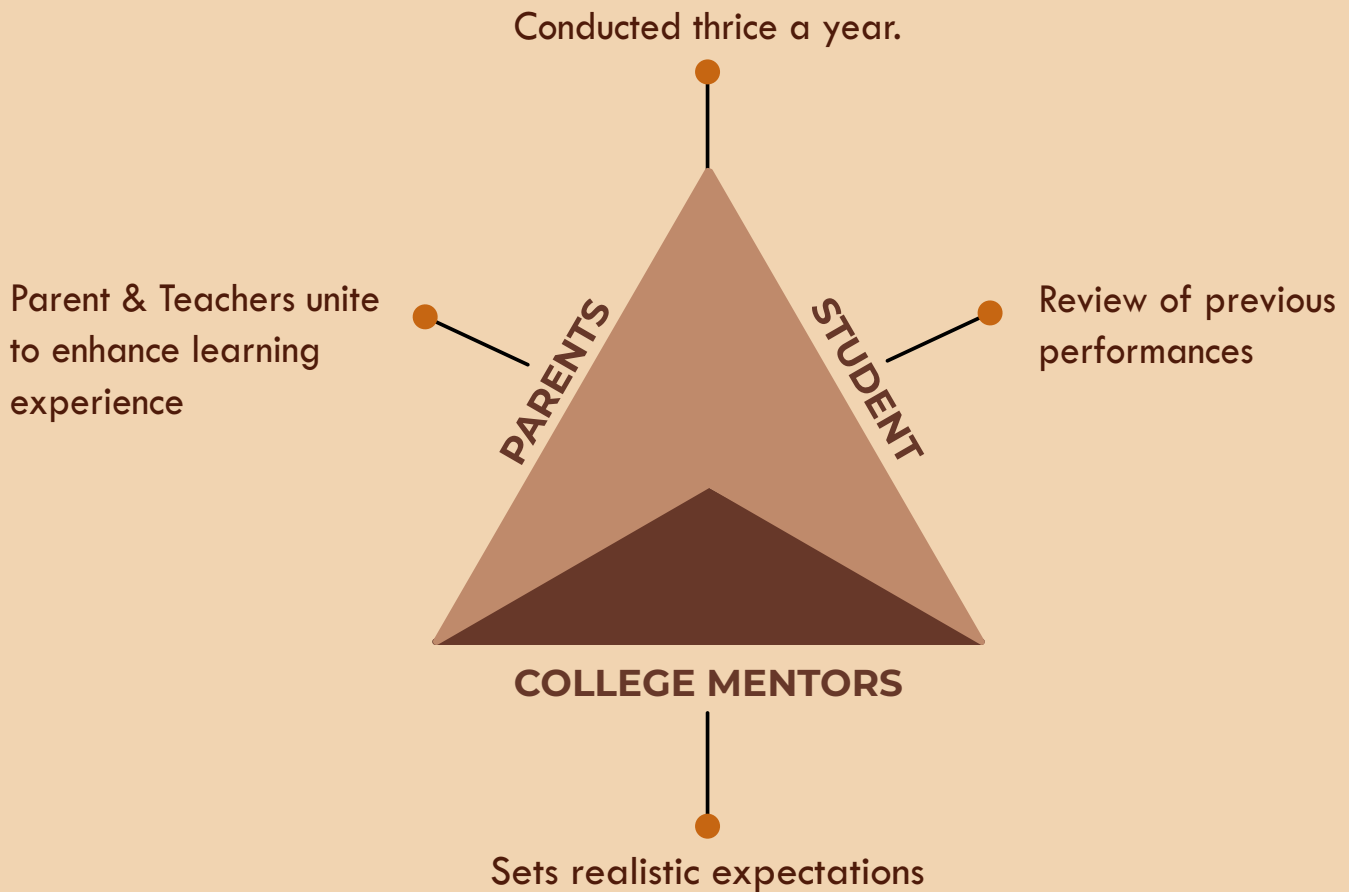 Conducted thrice a year.
Parent & Teachers unite
to enhance learning
experience
PARENTS
STUDENT
Review of previous
performances
COLLEGE MENTORS
Sets realistic expectations